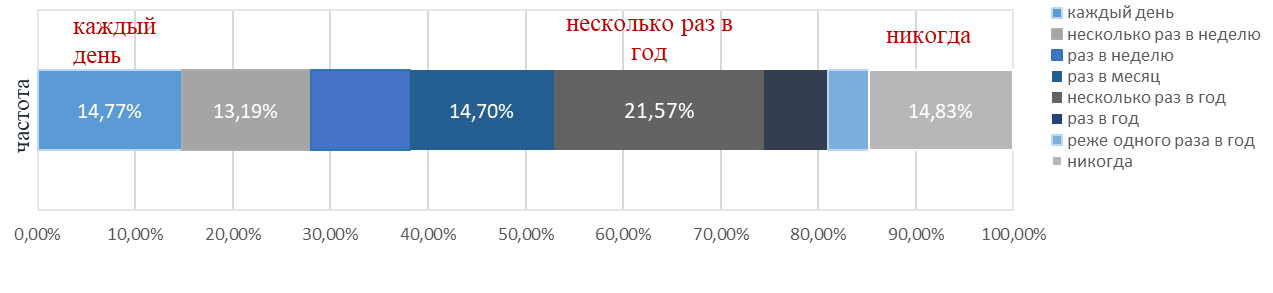 каждый
день
несколько раз в
год
никогда
частота
14,77%
13,19%
14,70%
21,57%
14,83%
0,00%
10,00%
20,00%
30,00%
40,00%
50,00%
60,00%
70,00%
80,00%
90,00%
100,00%
каждый день
несколько раз в неделю
раз в неделю
раз в месяц
несколько раз в год
раз в год
реже одного раза в год
никогда